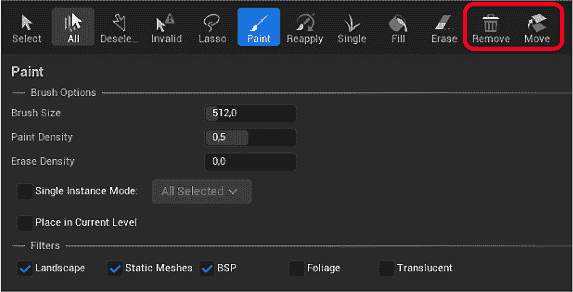 Select All Desele... Invalid Lasso Paint Reapply Single Fill Erase Remove Move
Paint
Brush Options
Brush Size 512,0
Paint Density 0,5
Erase Density 0,0
Single Instance Mode: All Selected
Place in Current Level
Filters
Landscape Static Meshes BSP Foliage Translucent